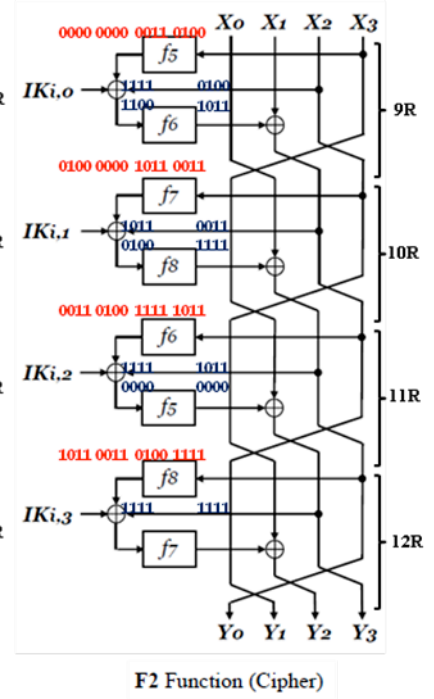 X0 X1 X2 X3
0000 0000 0011 0100
f5
IKi,0 1111 0100
1100 1011
f6
9R
0100 0000 1011 0011
f7
IKi,1 1011 0011
0100 1111
f8
10R
0011 0100 1111 1011
f6
IKi,2 1111 1011
0000 0000
f5
11R
1011 0011 0100 1111
f8
IKi,3 1111 1111
f7
12R
Y0 Y1 Y2 Y3
F2 Function (Cipher)